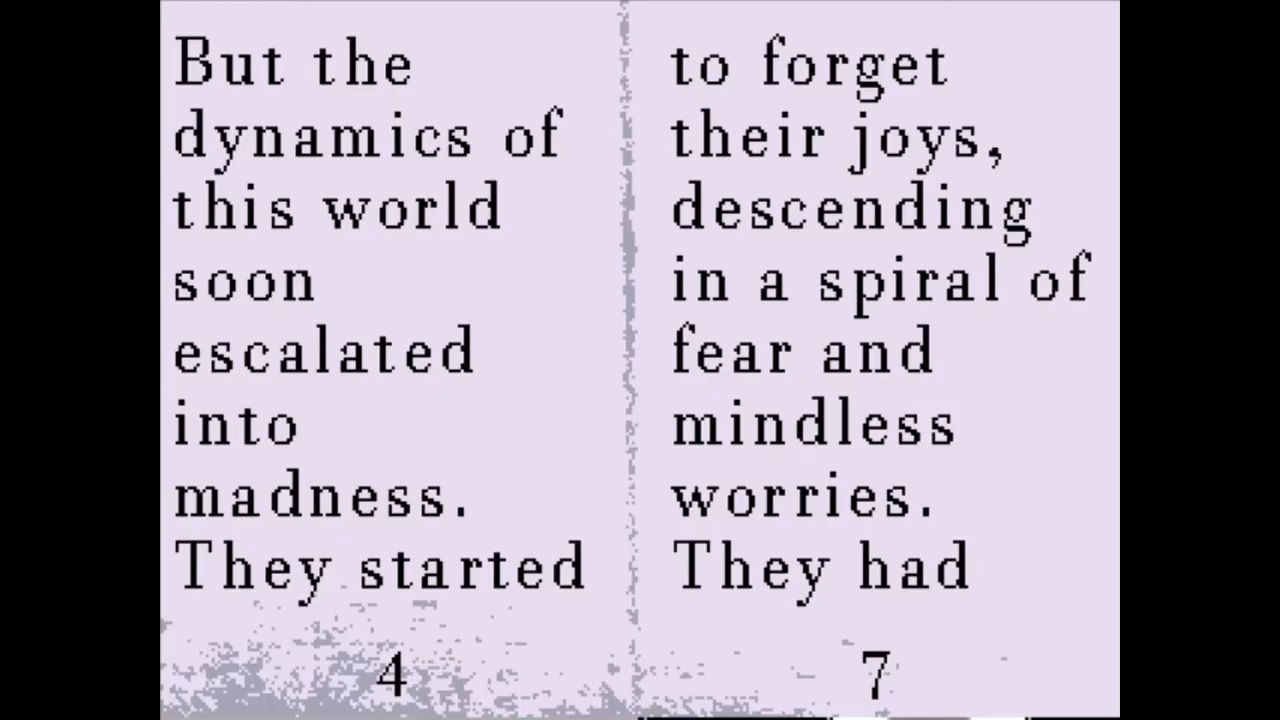 But the
dynamics of
this world
soon
escalated
into
madness.
They started
4
to forget
their joys,
descending
in a spiral of
fear and
mindless
worries.
They had
7